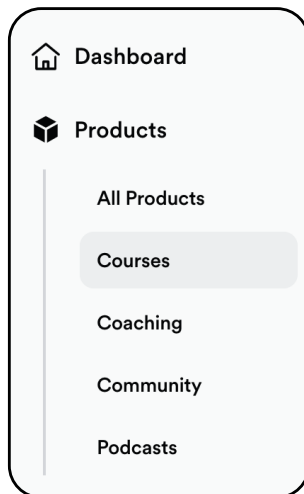 Dashboard
Products
All Products
Courses
Coaching
Community
Podcasts